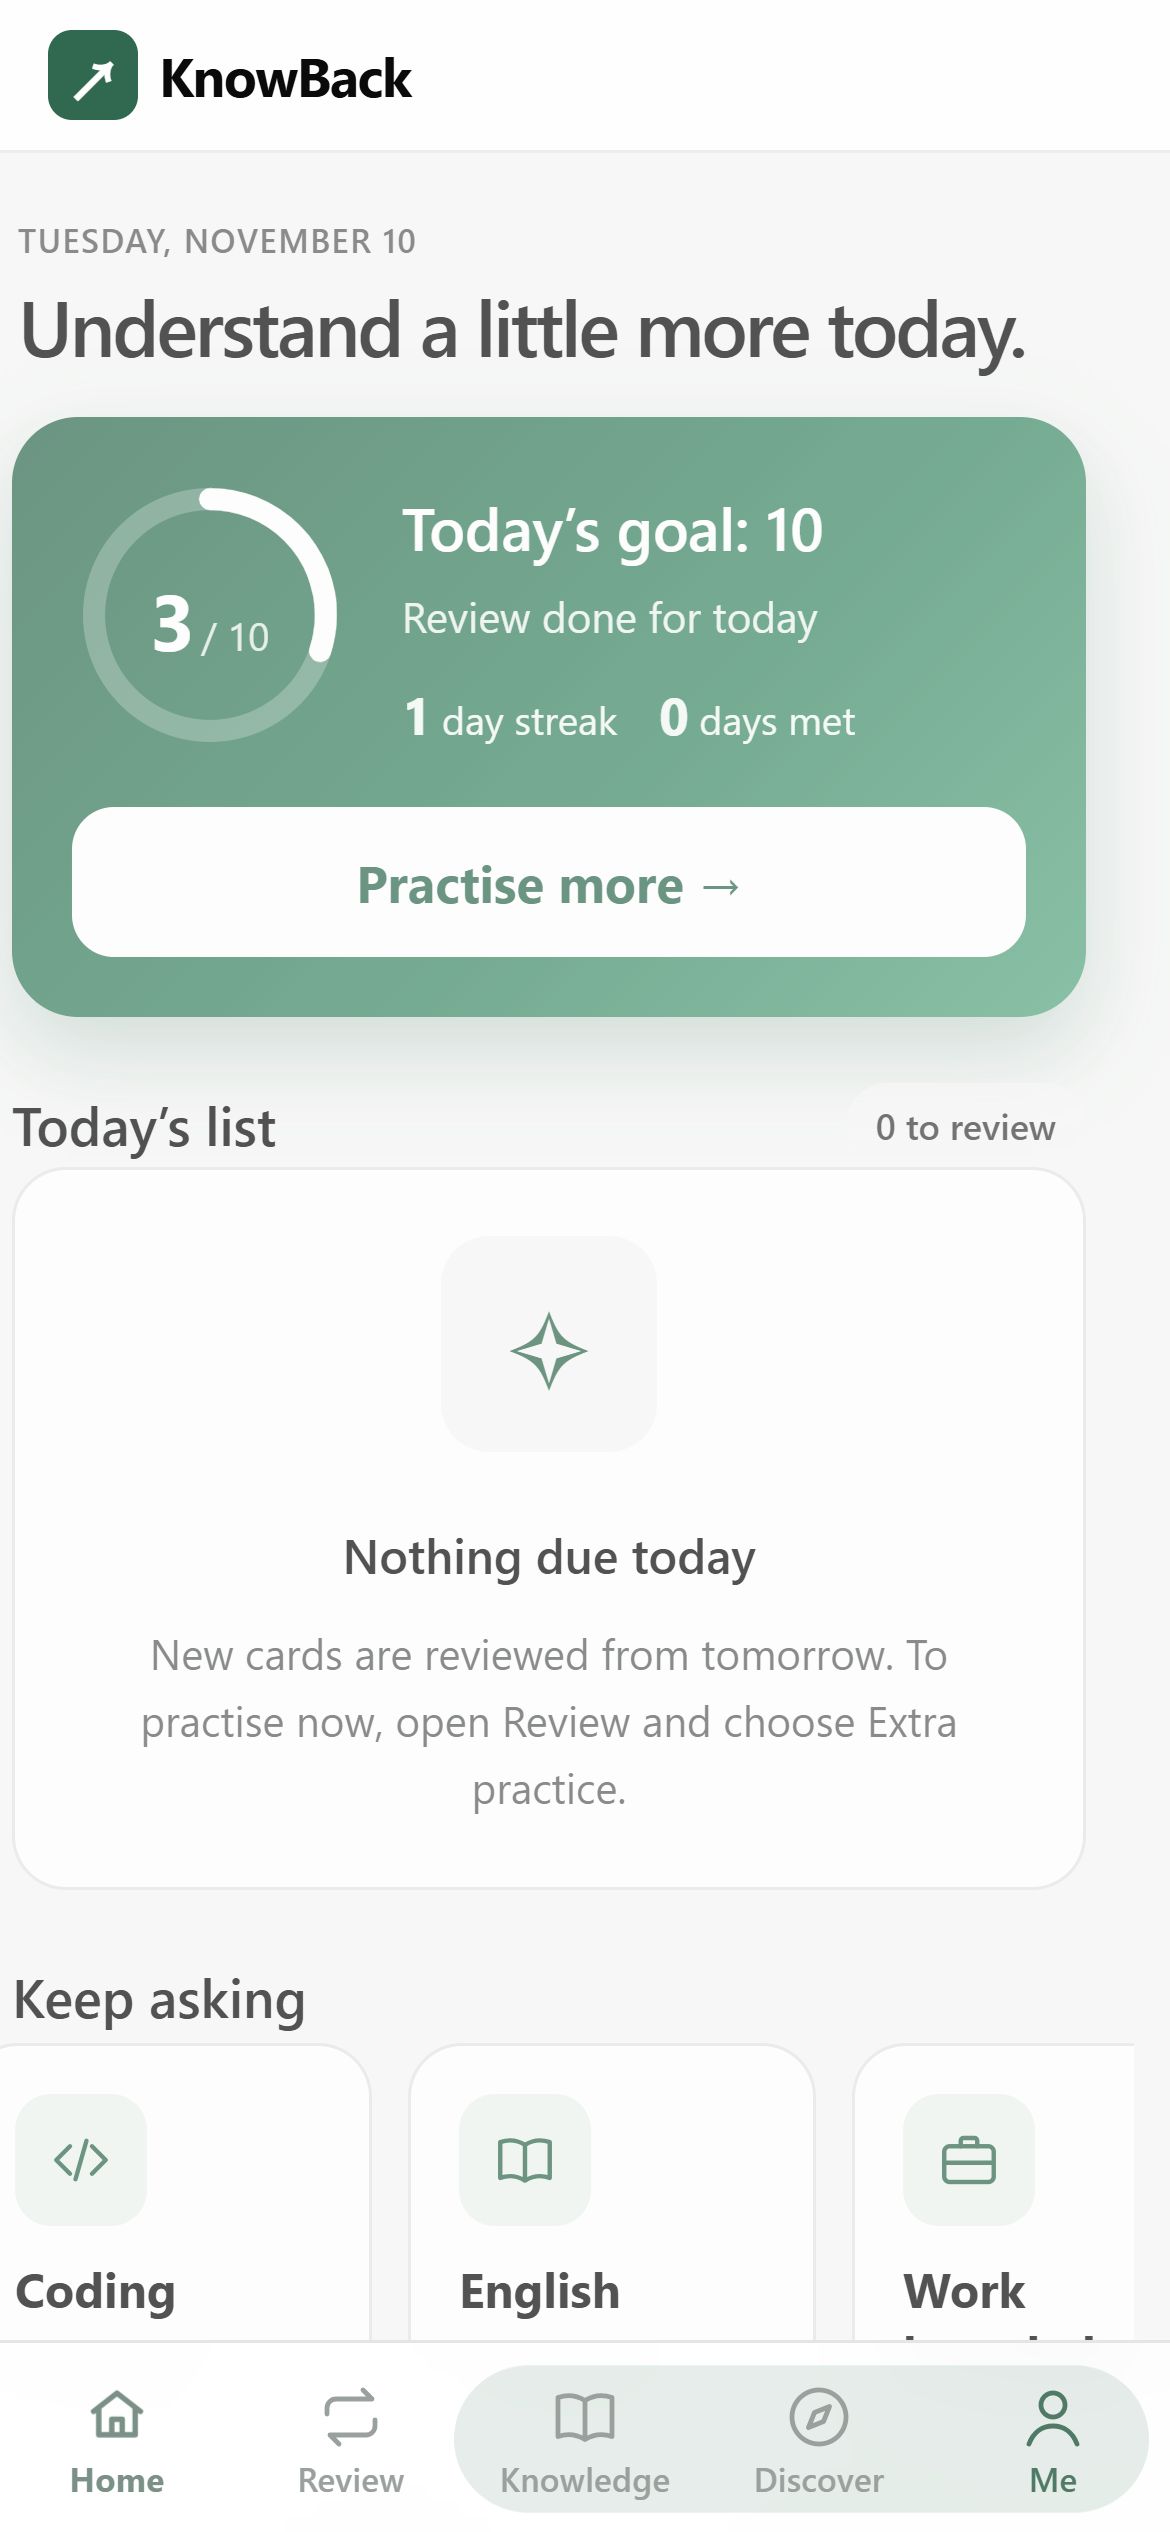 KnowBack
TUESDAY, NOVEMBER 10
Understand a little more today.
3 / 10
Today’s goal: 10
Review done for today
1 day streak 0 days met
Practise more →
Today’s list
0 to review
Nothing due today
New cards are reviewed from tomorrow. To
practise now, open Review and choose Extra
practice.
Keep asking
Coding
English
Work
Home
Review
Knowledge
Discover
Me